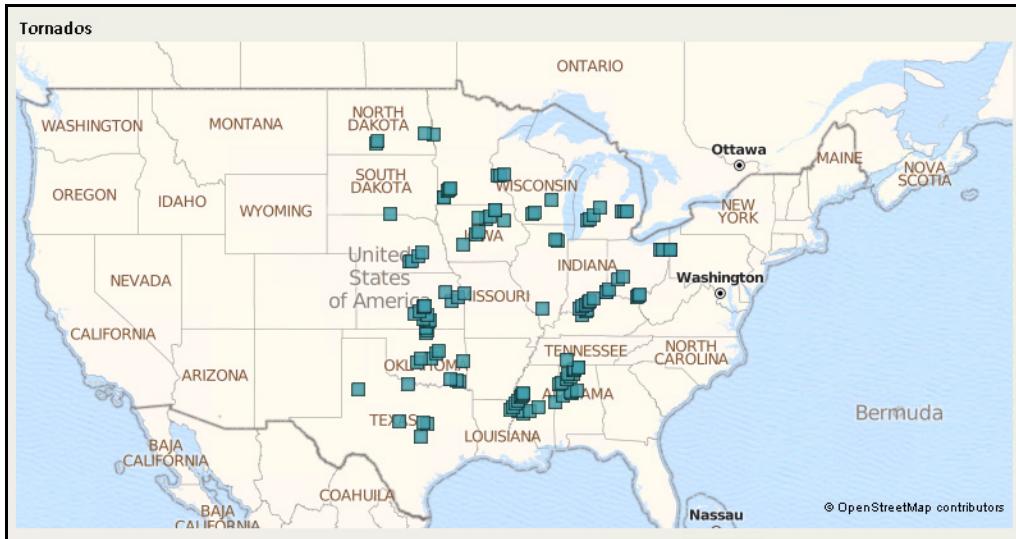 Tornados
ONTARIO
WASHINGTON
MONTANA
NORTH
DAKOTA
Ottawa
MAINE
NOVA
SCOTIA
OREGON
IDAHO
SOUTH
DAKOTA
WISCONSIN
WYOMING
NEW
YORK
IOWA
NEVADA
United
States
of America
INDIANA
Washington
MISSOURI
CALIFORNIA
TENNESSEE
NORTH
CAROLINA
ARIZONA
OKLAHOMA
ALABAMA
Bermuda
TEXAS
LOUISIANA
BAJA
CALIFORNIA
COAHUILA
BAJA
CALIFORNIA
Nassau
© OpenStreetMap contributors